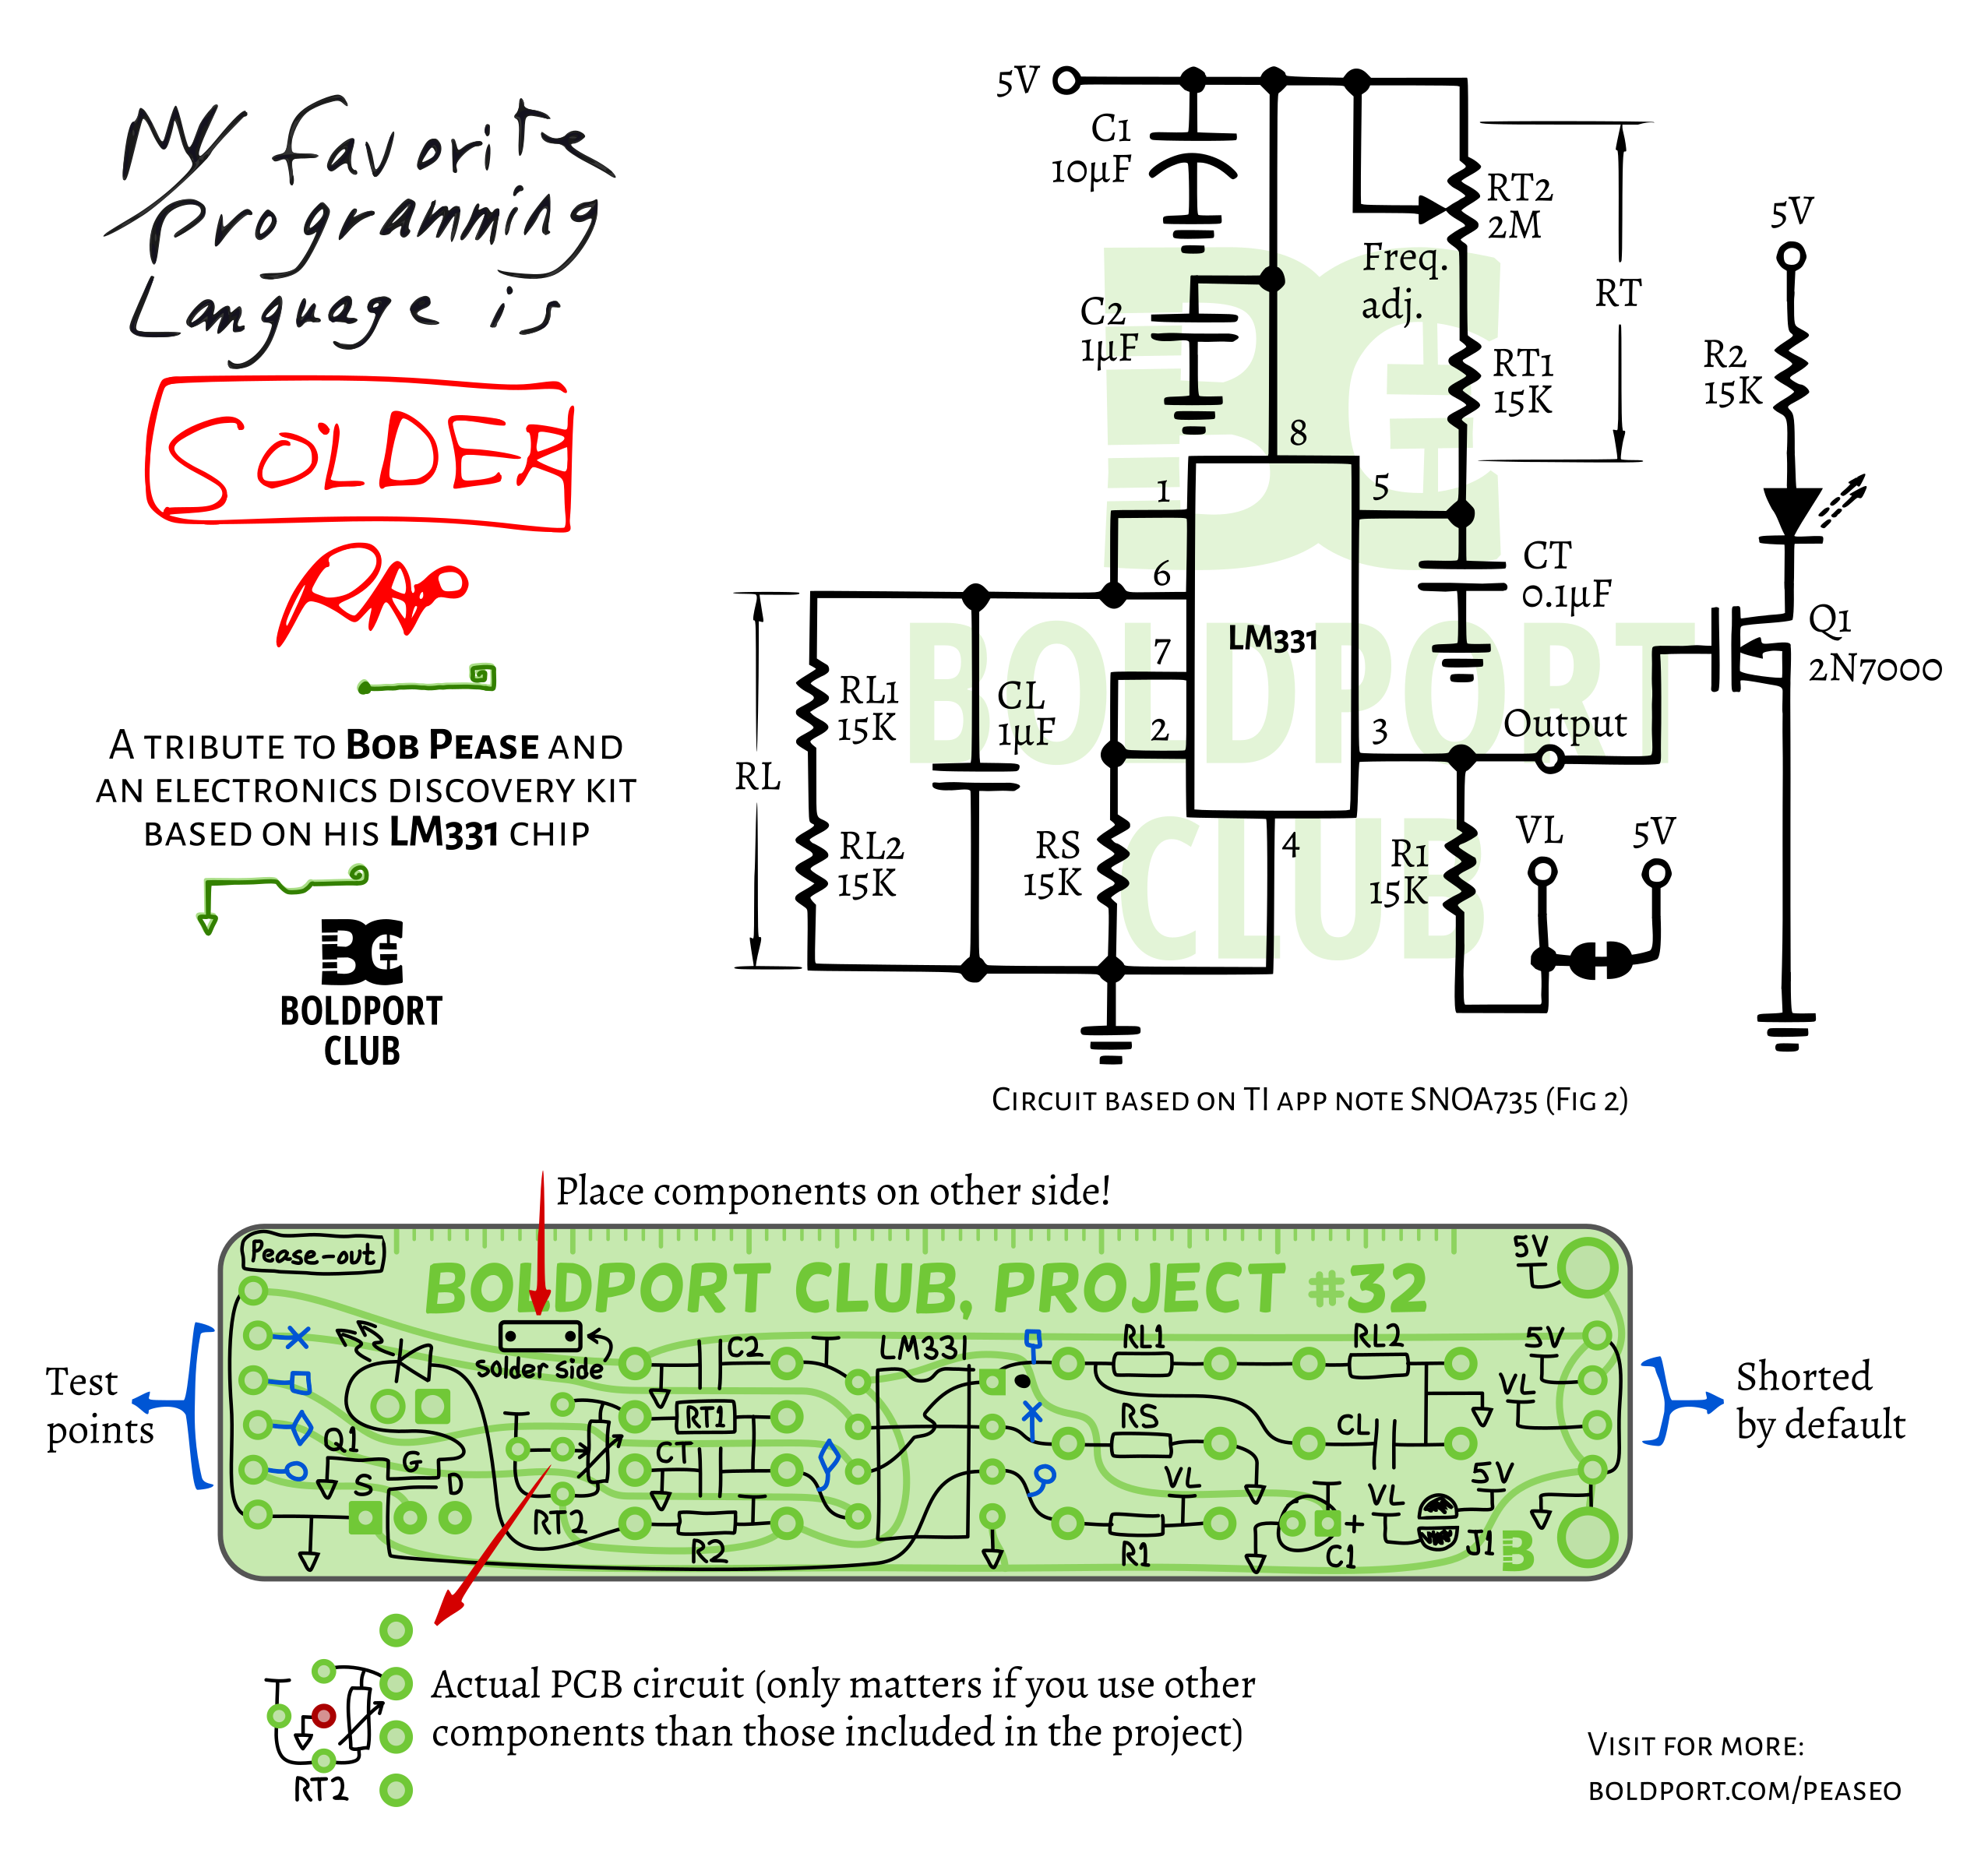 My favorite
Programming
Language is
SOLDER
RAP
A TRIBUTE TO BOB PEASE AND
AN ELECTRONICS DISCOVERY KIT
BASED ON HIS LM331 CHIP
BOLDPORT
CLUB
5V
C1
10µF
RT2
2M
Freq.
adj.
RT
5V
C2
1µF
RT1
15K
R2
15K
8
1
5
6
CT
0.1µF
LM331
7
Q1
2N7000
RL1
15K
CL
1µF
2
3
Output
RL
RL2
15K
RS
15K
4
R1
15K
VL
5V
BOLDPORT
CLUB
CIRCUIT BASED ON TI APP NOTE SNOA735 (FIG 2)
Place components on other side!
Pease-out
BOLDPORT CLUB, PROJECT #32
5V
solder side
C2
LM331
RL1
RL2
5V
Test
points
RT1
RS
CL
VL
Shorted
by default
Q1
G
S
D
CT
VL
VL
5V
RT2
R2
R1
+
C1
J1
B
Actual PCB circuit (only matters if you use other
components than those included in the project)
RT2
VISIT FOR MORE:
BOLDPORT.COM/PEASEO